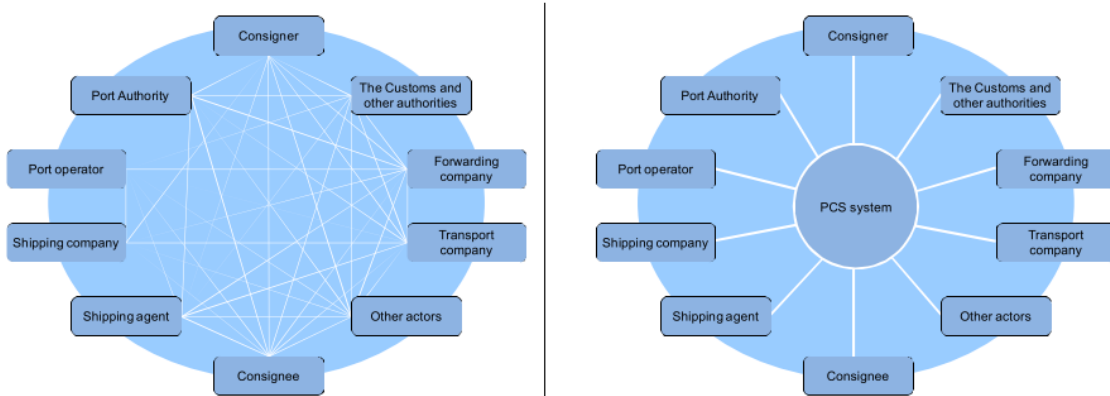 Consigner
Port Authority
The Customs and
other authorities
Port operator
Forwarding
company
Shipping company
Transport
company
Shipping agent
Other actors
Consignee
Consigner
Port Authority
The Customs and
other authorities
Port operator
Forwarding
company
PCS system
Shipping company
Transport
company
Shipping agent
Other actors
Consignee